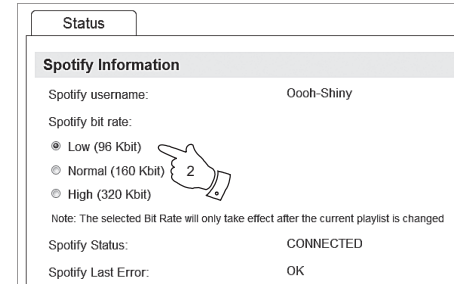 Status
Spotify Information
Spotify username: Oooh-Shiny
Spotify bit rate:
Low (96 Kbit)
Normal (160 Kbit) 2
High (320 Kbit)
Note: The selected Bit Rate will only take effect after the current playlist is changed
Spotify Status: CONNECTED
Spotify Last Error: OK